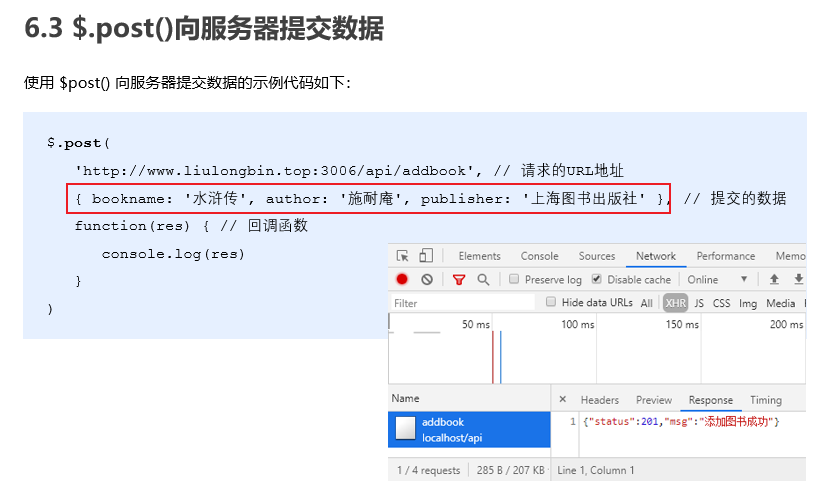 6.3 $.post()向服务器提交数据
使用 $post() 向服务器提交数据的示例代码如下：
$.post(
'http://www.liulongbin.top:3006/api/addbook', // 请求的URL地址
{ bookname: '水浒传', author: '施耐庵', publisher: '上海图书出版社' }, // 提交的数据
function(res) { // 回调函数
console.log(res)
}
)
Elements Console Sources Network Performance Memo
Preserve log Disable cache Online
Filter Hide data URLs All XHR JS CSS Img Media
50 ms 100 ms 150 ms 200 ms
Name × Headers Preview Response Timing
addbook
localhost/api
1 {"status":201,"msg":"添加图书成功"}
1 / 4 requests 285 B / 207 KB Line 1, Column 1